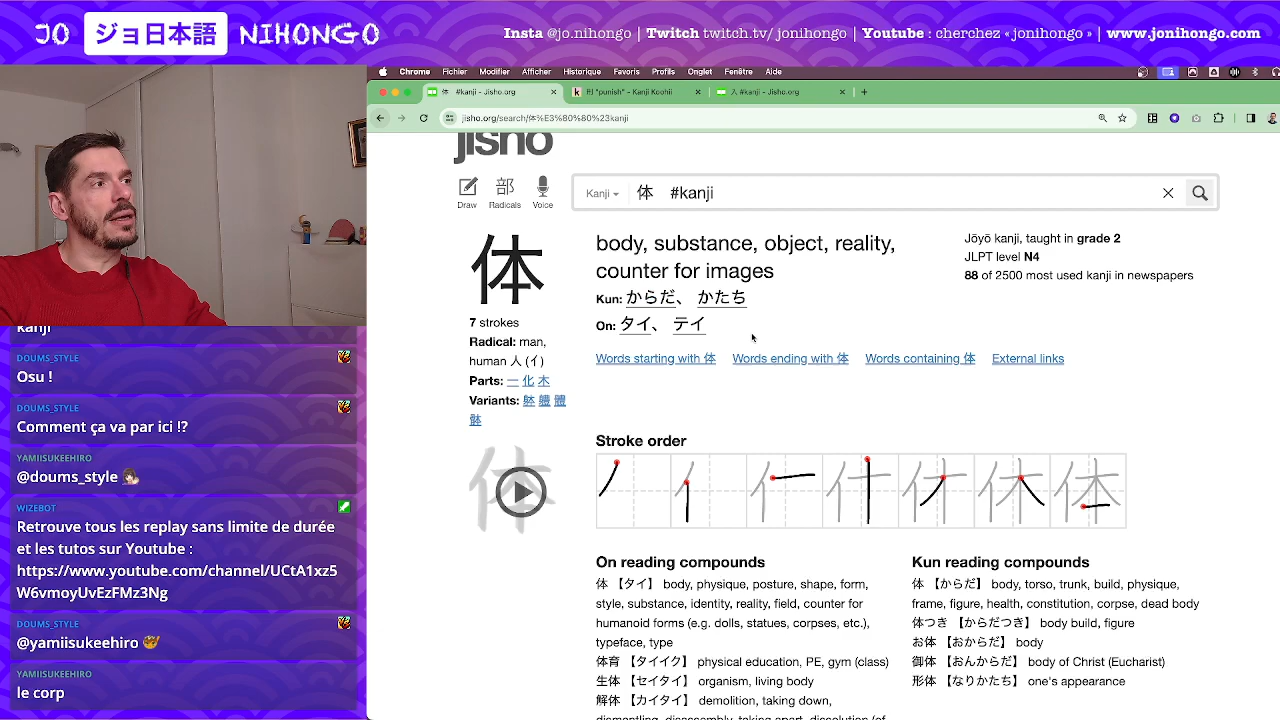 JO ジョ日本語 NIHONGO
Insta @jo.nihongo | Twitch twitch.tv/ jonihongo | Youtube : cherchez « jonihongo » | www.jonihongo.com
Chrome Fichier Modifier Afficher Historique Favoris Profils Onglet Fenêtre Aide
体 #kanji - Jisho.org
"punish" - Kanji Koohii
人 #kanji - Jisho.org
jisho.org/search/体%E3%80%80%23kanji
jisho
Draw
部 Radicals
Voice
Kanji 体 #kanji
体
7 strokes
Radical: man,
human 人 (亻)
Parts: 一 化 木
Variants: 躰 軆 體
骵
body, substance, object, reality,
counter for images
Kun: からだ、 かたち
On: タイ、 テイ
Jōyō kanji, taught in grade 2
JLPT level N4
88 of 2500 most used kanji in newspapers
Words starting with 体 Words ending with 体 Words containing 体 External links
Stroke order
体
On reading compounds
体 【タイ】 body, physique, posture, shape, form,
style, substance, identity, reality, field, counter for
humanoid forms (e.g. dolls, statues, corpses, etc.),
typeface, type
体育 【タイイク】 physical education, PE, gym (class)
生体 【セイタイ】 organism, living body
解体 【カイタイ】 demolition, taking down,
dismantling, disassembly, taking apart, dissolution (of
Kun reading compounds
体 【からだ】 body, torso, trunk, build, physique,
frame, figure, health, constitution, corpse, dead body
体つき 【からだつき】 body build, figure
お体 【おからだ】 body
御体 【おんからだ】 body of Christ (Eucharist)
形体 【なりかたち】 one's appearance
kanji
DOUMS_STYLE
Osu !
DOUMS_STYLE
Comment ça va par ici !?
YAMIISUKEEHIRO
@doums_style
WIZEBOT
Retrouve tous les replay sans limite de durée
et les tutos sur Youtube :
https://www.youtube.com/channel/UCtA1xz5
W6vmoyUvEzFMz3Ng
DOUMS_STYLE
@yamiisukeehiro
YAMIISUKEEHIRO
le corp